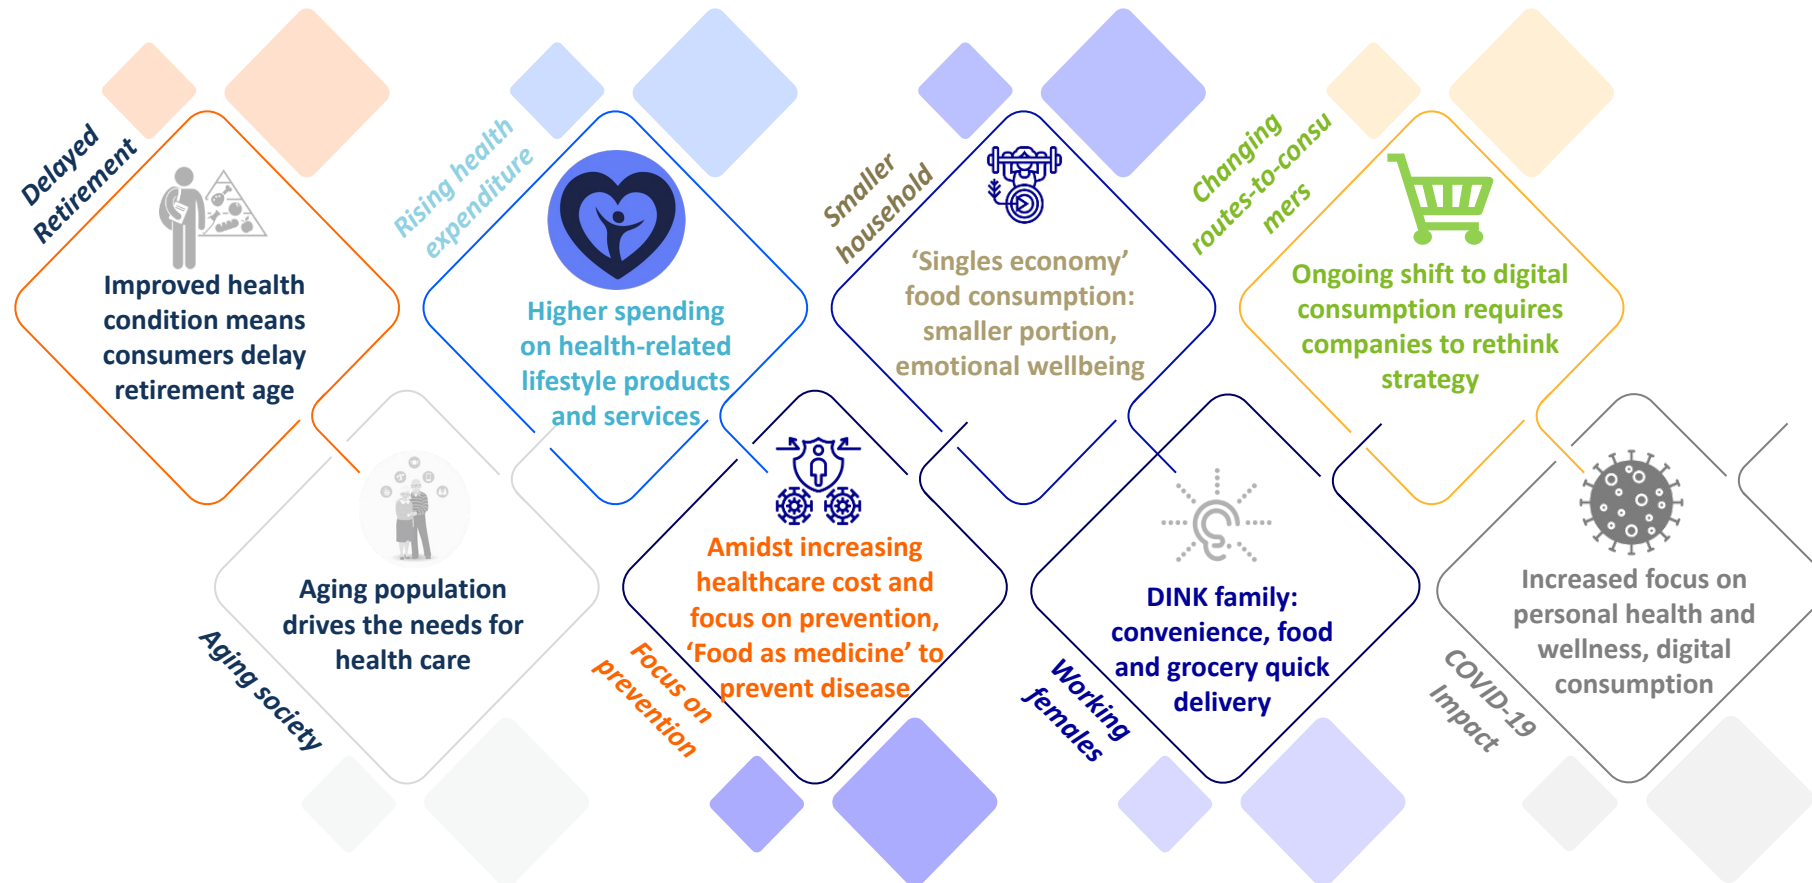 Delayed
Retirement
Improved health
condition means
consumers delay
retirement age
Aging society
Aging population
drives the needs for
health care
Rising health
expenditure
Higher spending
on health-related
lifestyle products
and services
Focus on
prevention
Amidst increasing
healthcare cost and
focus on prevention,
‘Food as medicine’ to
prevent disease
Smaller
household
‘Singles economy’
food consumption:
smaller portion,
emotional wellbeing
Working
females
DINK family:
convenience, food
and grocery quick
delivery
Changing
routes-to-consu
mers
Ongoing shift to digital
consumption requires
companies to rethink
strategy
COVID-19
Impact
Increased focus on
personal health and
wellness, digital
consumption